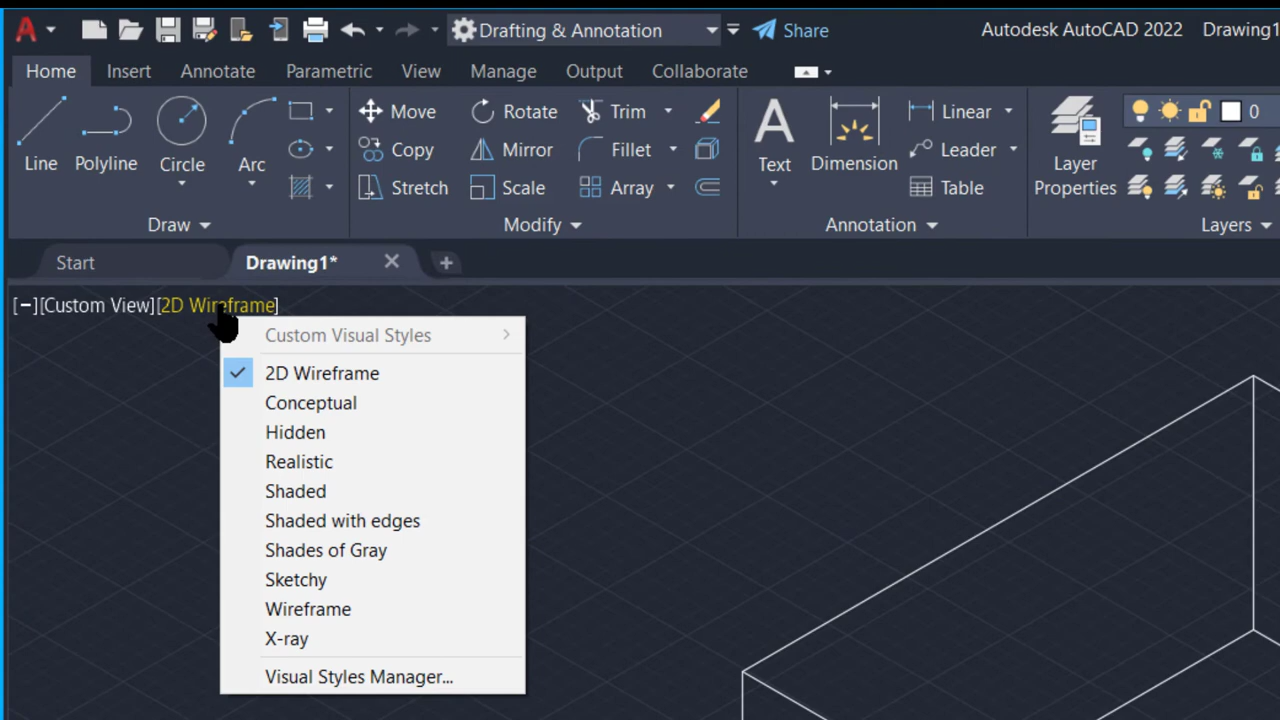 A Drafting & Annotation Share Autodesk AutoCAD 2022 Drawing1
Home Insert Annotate Parametric View Manage Output Collaborate
Line Polyline Circle Arc
Move Rotate Trim
Copy Mirror Fillet
Stretch Scale Array
A
Text Dimension
Linear
Leader
Table
Layer
Properties
0
Draw Modify Annotation Layers
Start Drawing1*
[−][Custom View][2D Wireframe]
Custom Visual Styles
2D Wireframe
Conceptual
Hidden
Realistic
Shaded
Shaded with edges
Shades of Gray
Sketchy
Wireframe
X-ray
Visual Styles Manager...